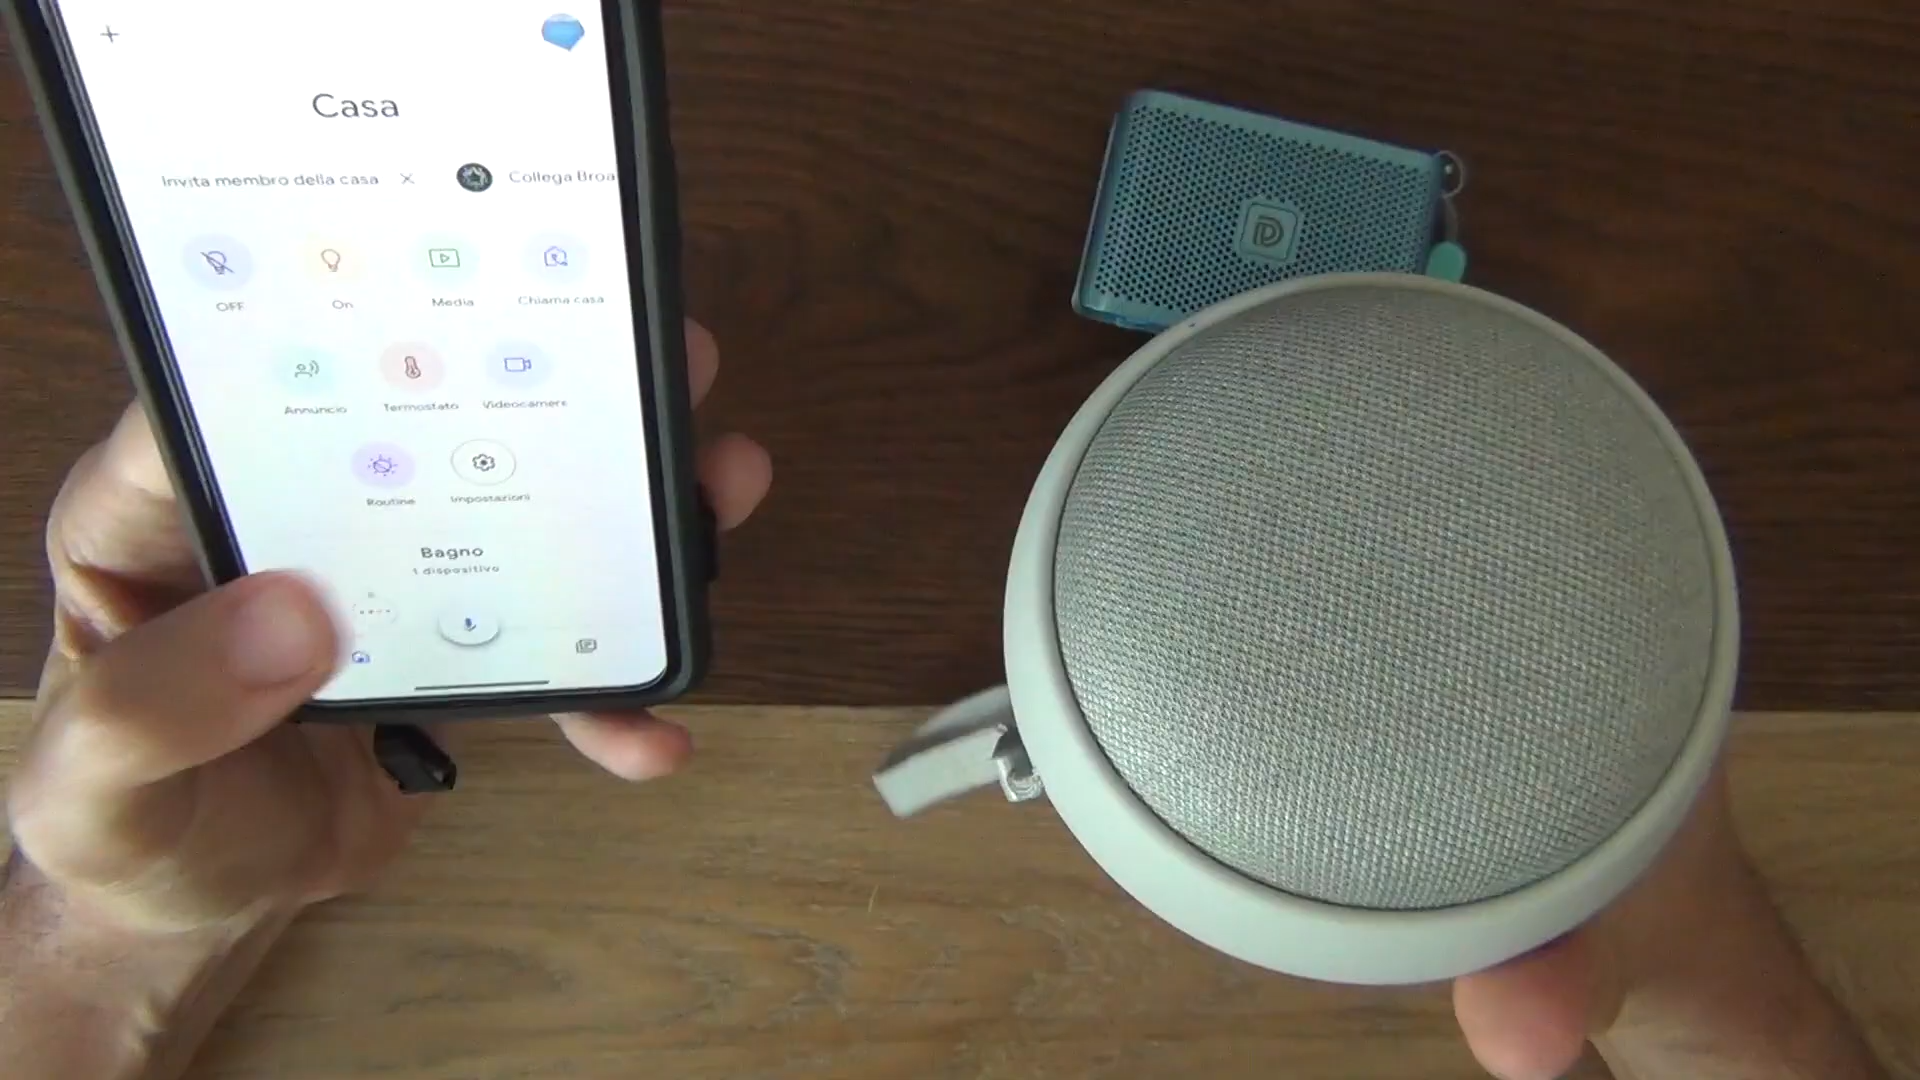 Casa
Invita membro della casa
Collega Broa
OFF
On
Media
Chiama casa
Annuncio
Termostato
Videocamere
Routine
Impostazioni
Bagno
1 dispositivo